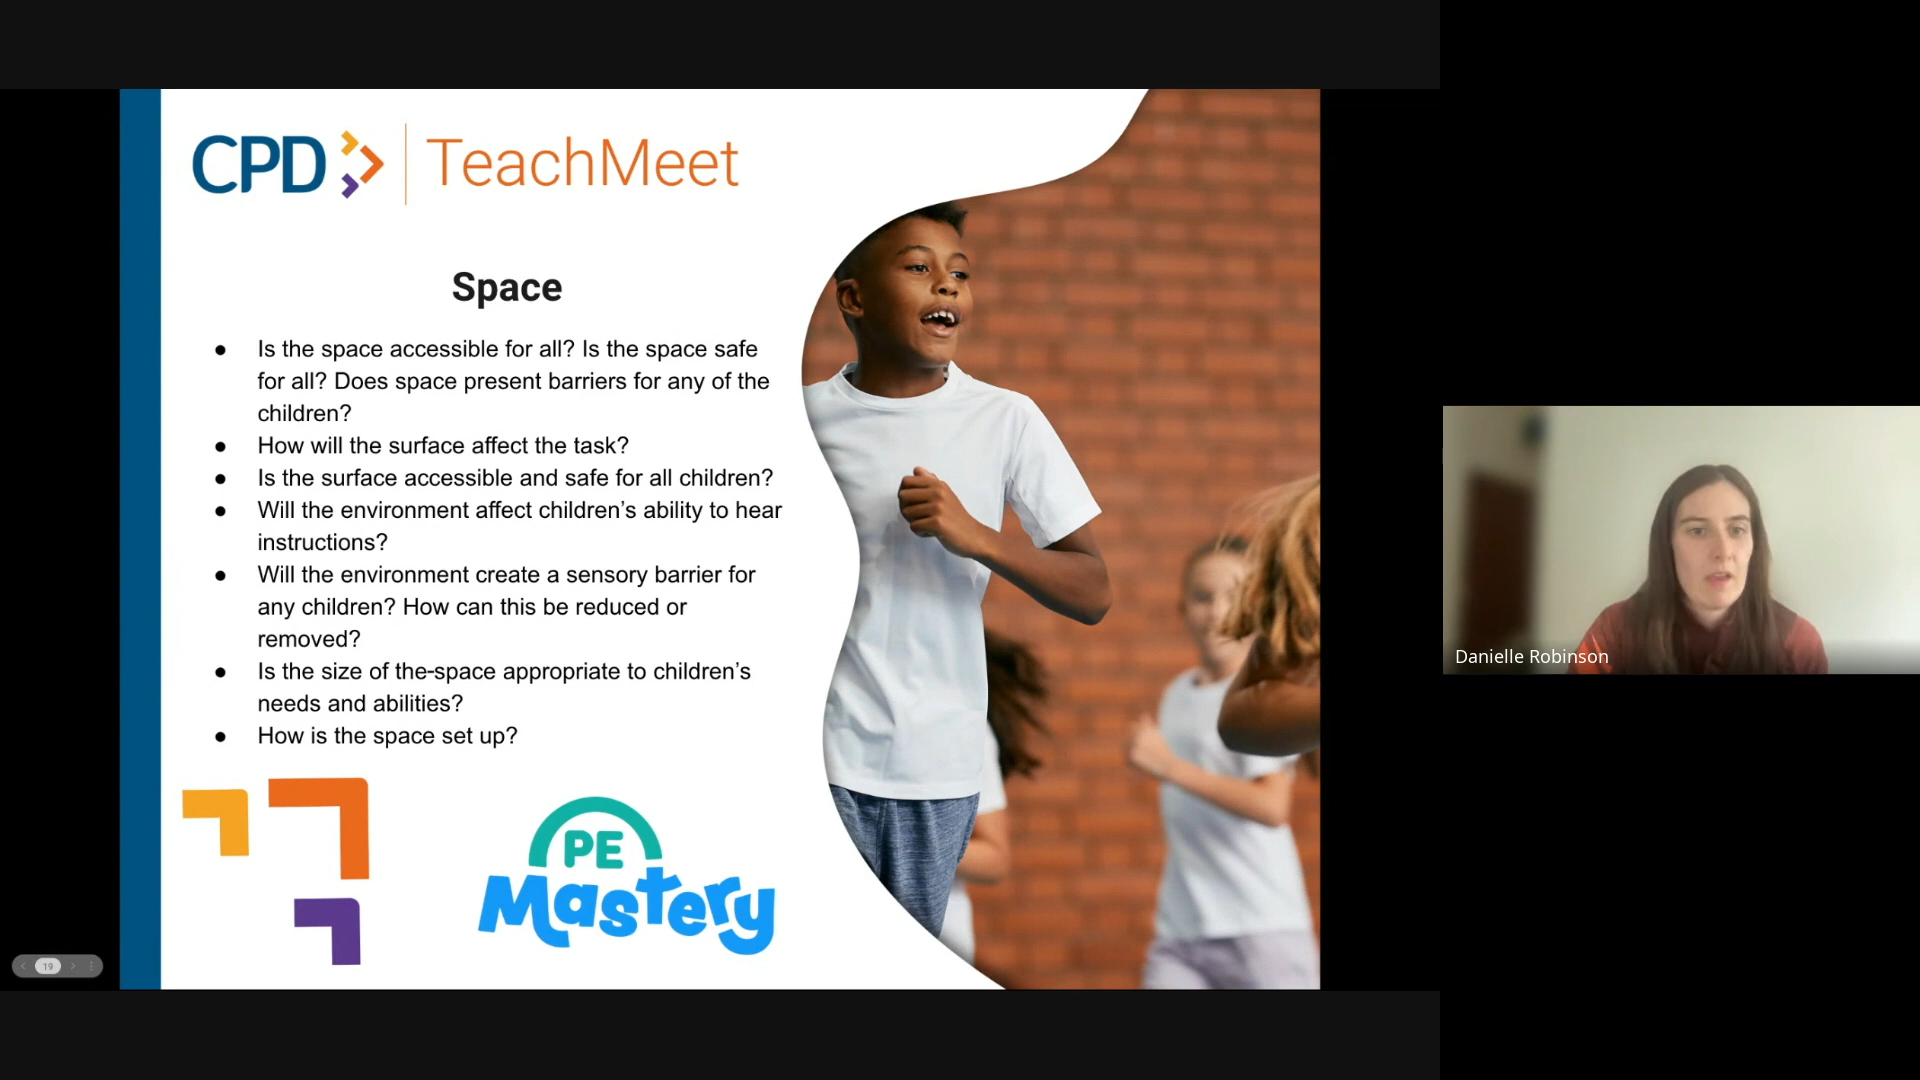 CPD TeachMeet
Space
● Is the space accessible for all? Is the space safe
for all? Does space present barriers for any of the
children?
● How will the surface affect the task?
● Is the surface accessible and safe for all children?
● Will the environment affect children’s ability to hear
instructions?
● Will the environment create a sensory barrier for
any children? How can this be reduced or
removed?
● Is the size of the-space appropriate to children’s
needs and abilities?
● How is the space set up?
PE
Mastery
19
Danielle Robinson